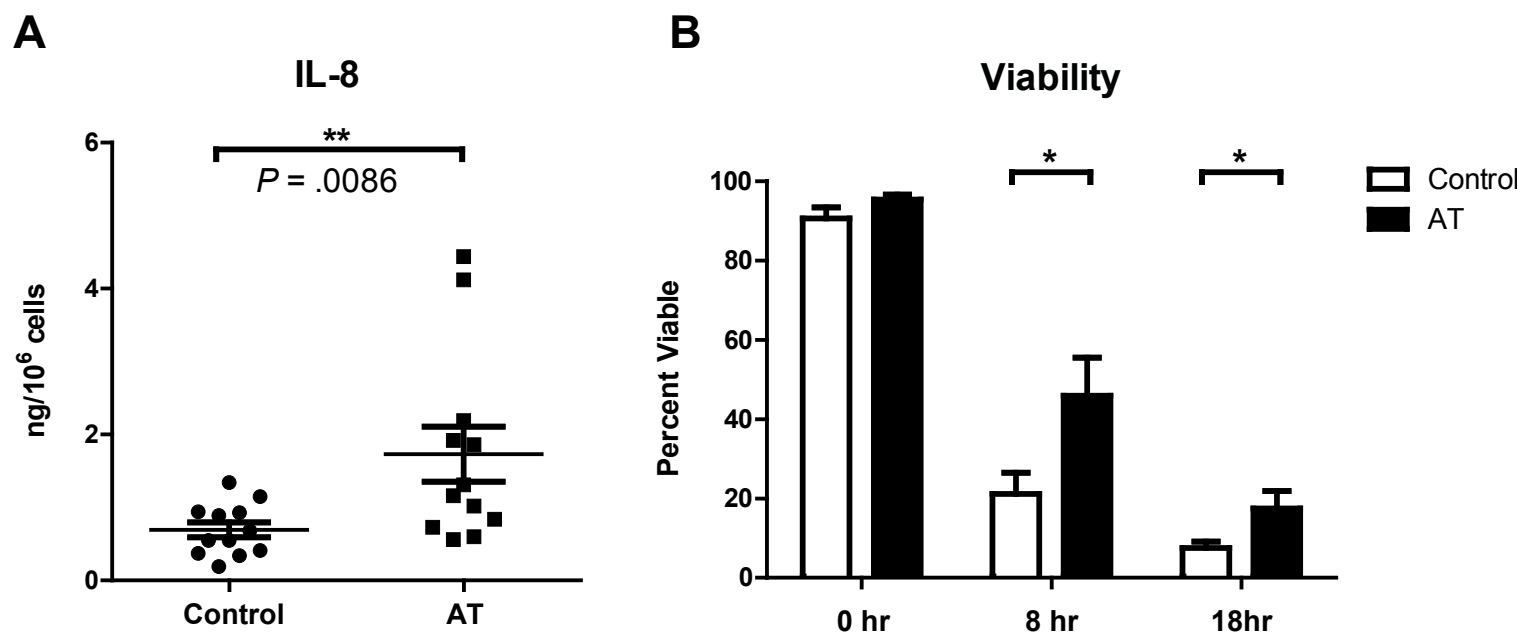 A
IL-8
**
P = .0086
6
4
2
0
ng/10⁶ cells
Control
AT
B
Viability
*
*
100
80
60
40
20
0
Percent Viable
0 hr
8 hr
18hr
Control
AT